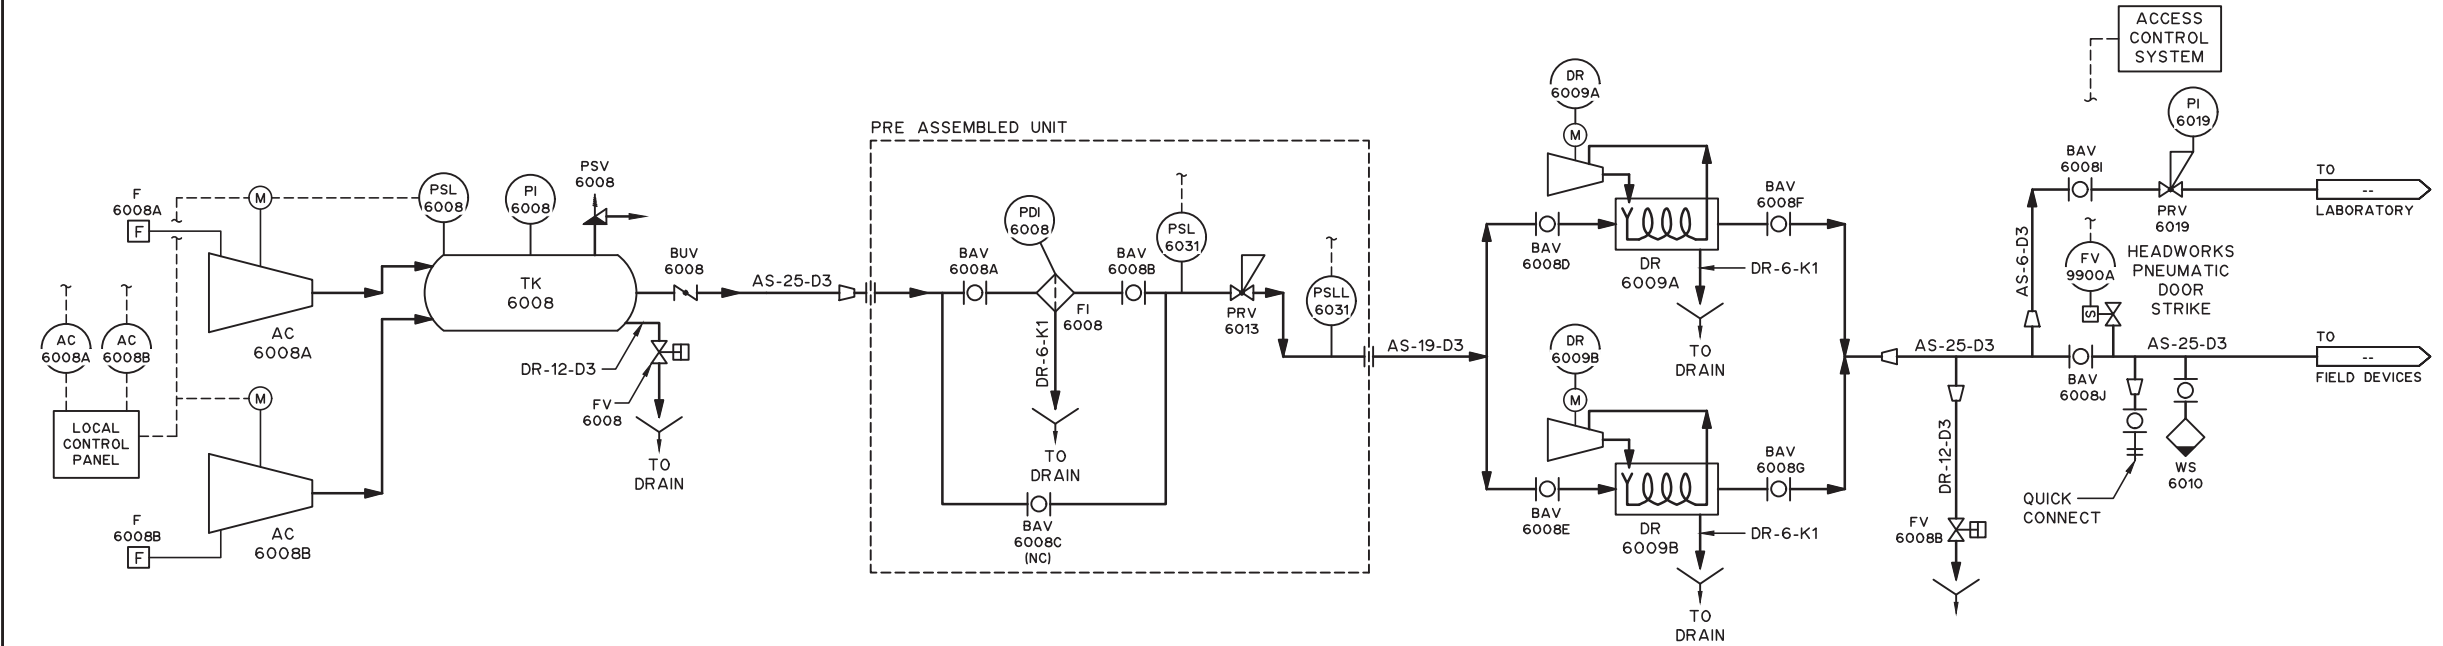 ACCESS
CONTROL
SYSTEM
DR
6009A
M
PI
6019
PRE ASSEMBLED UNIT
BAV
6008I
TO
--
LABORATORY
PRV
6019
PSV
6008
F
6008A
F
M
PSL
6008
PI
6008
PDI
6008
PSL
6031
BAV
6008F
BAV
6008D
DR
6009A
DR-6-K1
TO
DRAIN
AS-6-D3
FV
9900A
S
HEADWORKS
PNEUMATIC
DOOR
STRIKE
BUV
6008
AS-25-D3
BAV
6008A
BAV
6008B
FI
6008
DR-6-K1
PRV
6013
PSLL
6031
TK
6008
AC
6008A
AC
6008A
AC
6008B
DR-12-D3
FV
6008
TO
DRAIN
TO
DRAIN
AS-19-D3
DR
6009B
M
AS-25-D3
BAV
6008J
AS-25-D3
TO
--
FIELD DEVICES
M
LOCAL
CONTROL
PANEL
AC
6008B
F
6008B
F
BAV
6008C
(NC)
BAV
6008E
BAV
6008G
DR
6009B
DR-6-K1
TO
DRAIN
DR-12-D3
FV
6008B
QUICK
CONNECT
WS
6010